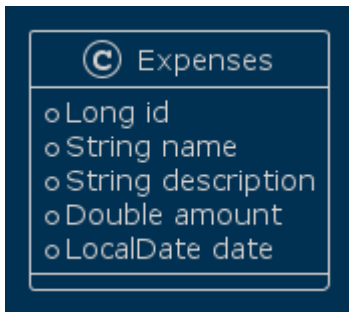 C Expenses
Long id
String name
String description
Double amount
LocalDate date